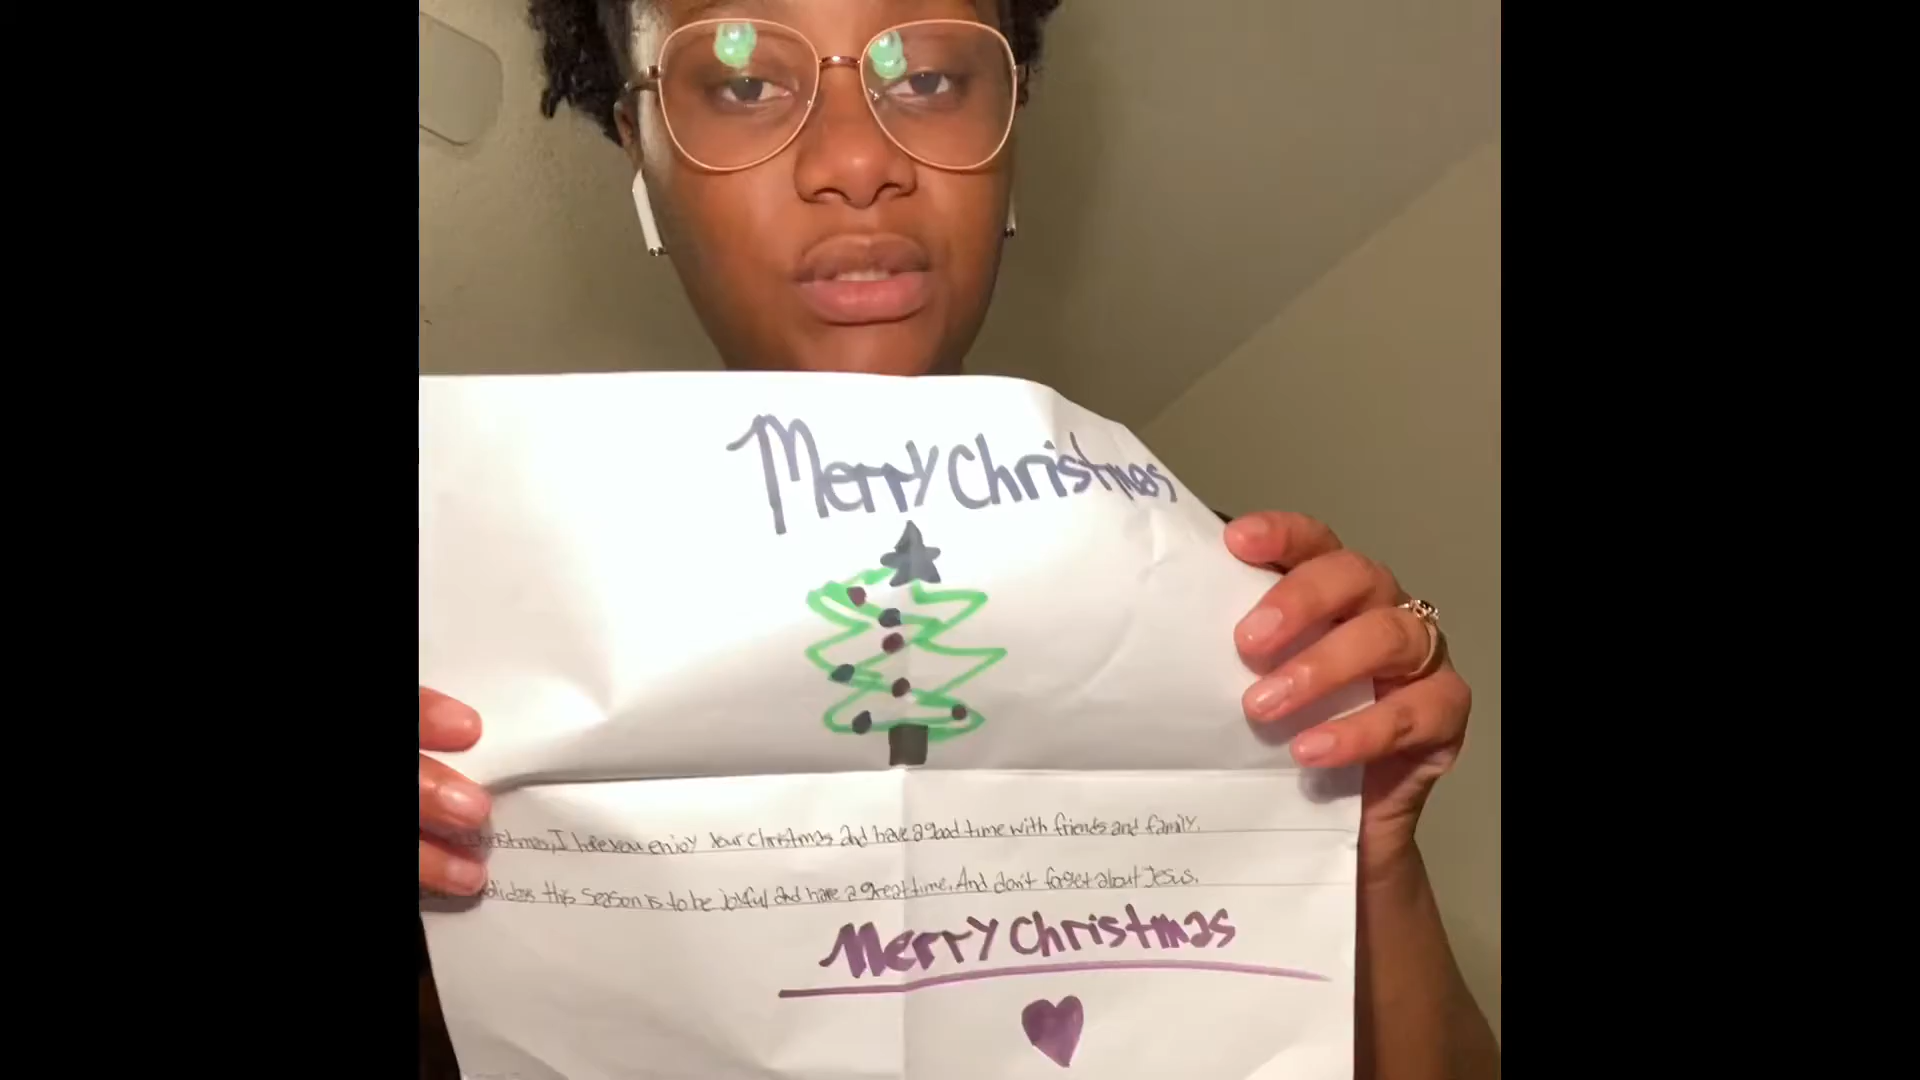 Merry Christmas
Christmas, I hope you enjoy your christmas and have a good time with friends and family.
this season is to be joyful and have a great time. And don't forget about Jesus.
Merry Christmas